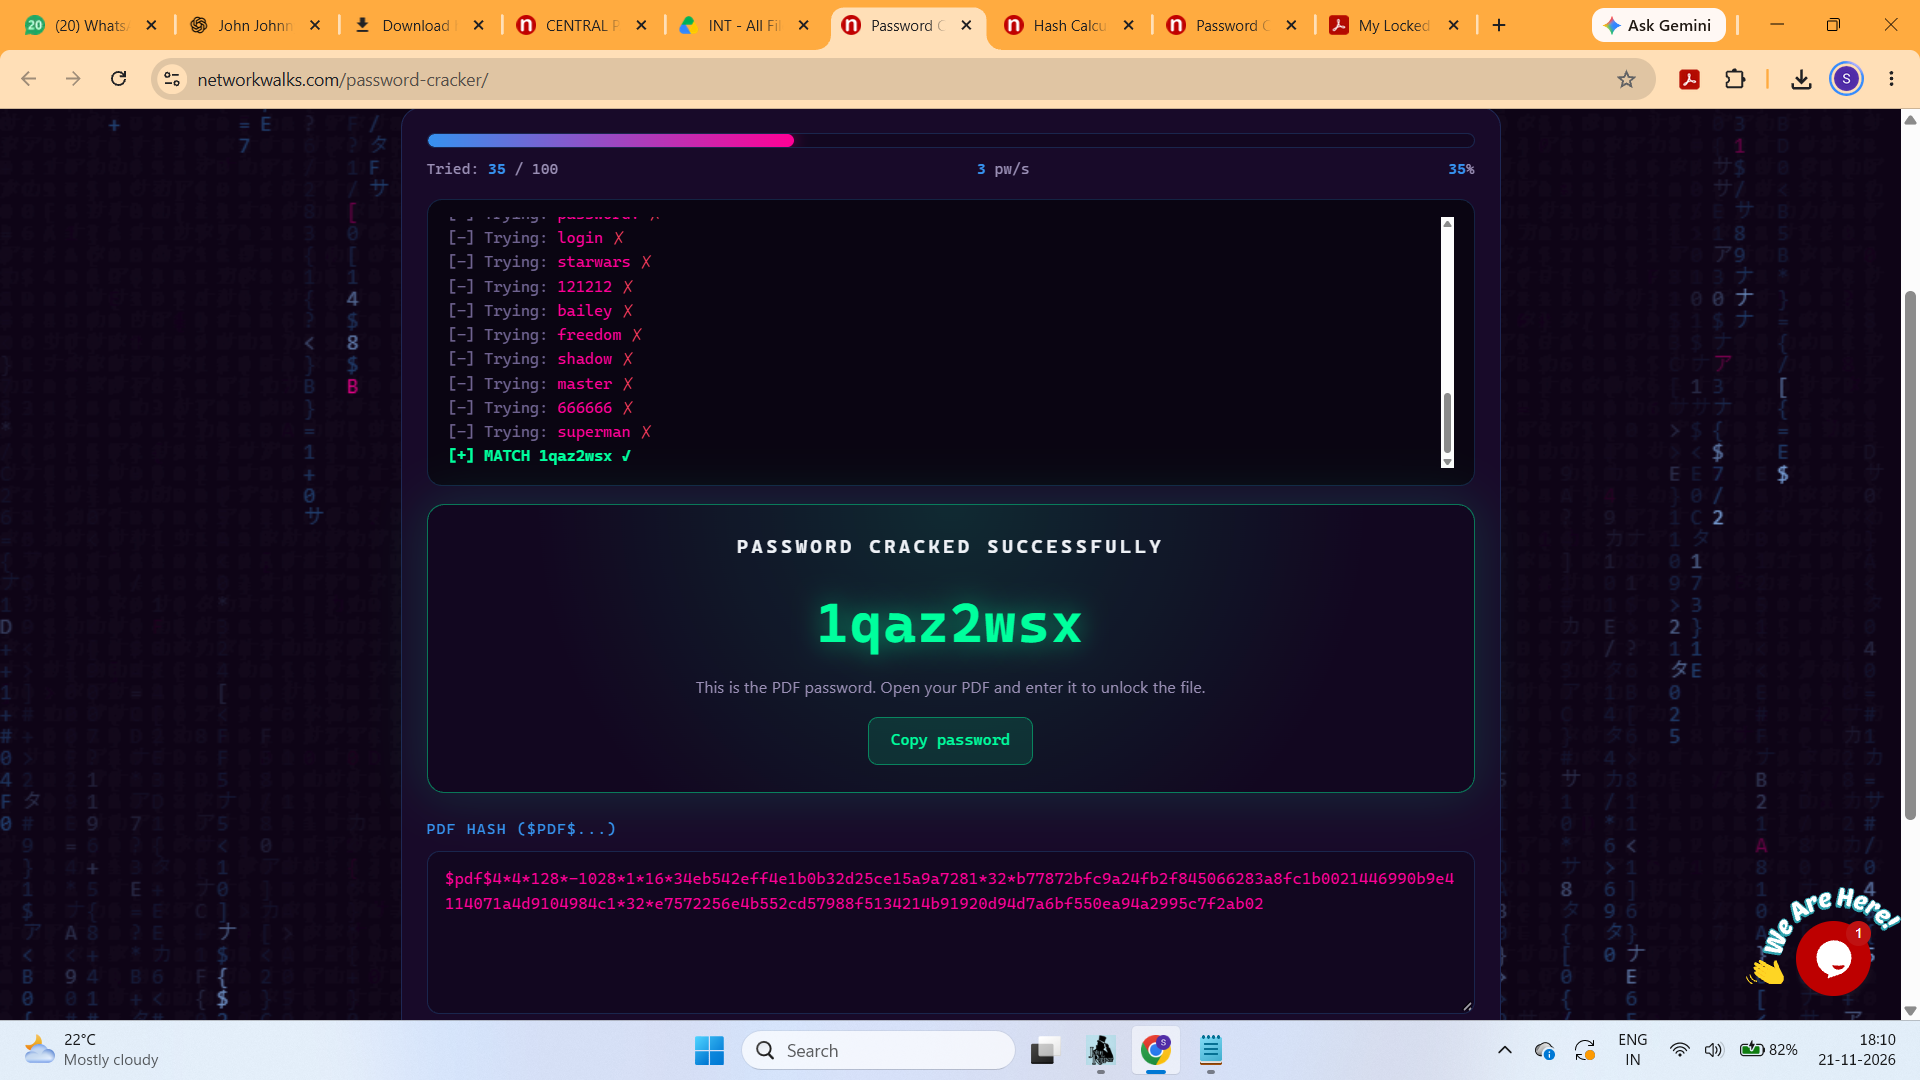 20
(20) Whats
John Johnn
Download
CENTRAL P
INT - All Fil
Password C
Hash Calcu
Password C
My Locked
Ask Gemini
networkwalks.com/password-cracker/
S
Tried: 35 / 100
3 pw/s
35%
[-] Trying: login ✗
[-] Trying: starwars ✗
[-] Trying: 121212 ✗
[-] Trying: bailey ✗
[-] Trying: freedom ✗
[-] Trying: shadow ✗
[-] Trying: master ✗
[-] Trying: 666666 ✗
[-] Trying: superman ✗
[+] MATCH 1qaz2wsx ✓
PASSWORD CRACKED SUCCESSFULLY
1qaz2wsx
This is the PDF password. Open your PDF and enter it to unlock the file.
Copy password
PDF HASH ($PDF$...)
$pdf$4*4*128*-1028*1*16*34eb542eff4e1b0b32d25ce15a9a7281*32*b77872bfc9a24fb2f845066283a8fc1b0021446990b9e4
114071a4d9104984c1*32*e7572256e4b552cd57988f5134214b91920d94d7a6bf550ea94a2995c7f2ab02
We Are Here!
1
22°C
Mostly cloudy
Search
ENG
IN
82%
18:10
21-11-2026